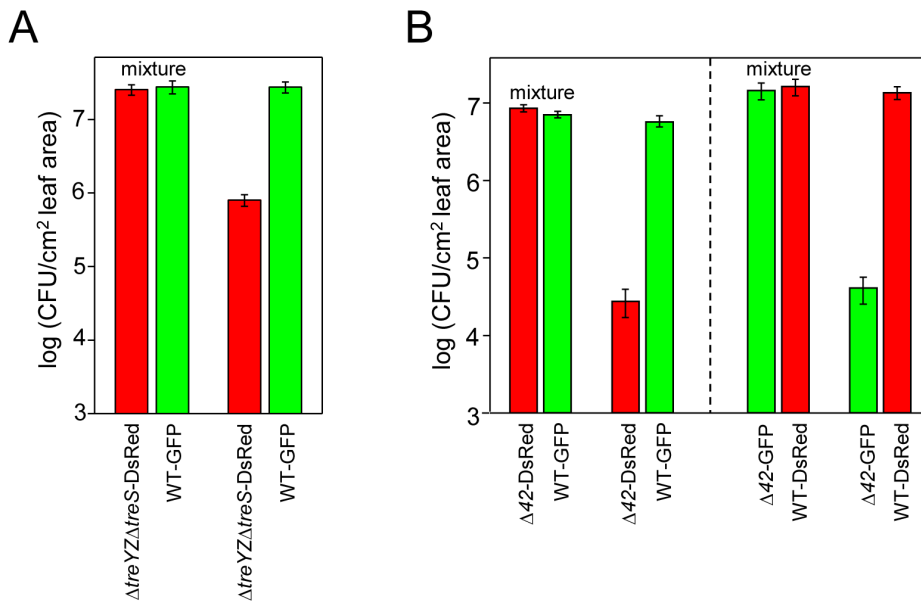 A
mixture
log (CFU/cm² leaf area)
7
6
5
4
3
ΔtreYZΔtreS-DsRed
WT-GFP
ΔtreYZΔtreS-DsRed
WT-GFP
B
mixture
mixture
log (CFU/cm² leaf area)
7
6
5
4
3
Δ42-DsRed
WT-GFP
Δ42-DsRed
WT-GFP
Δ42-GFP
WT-DsRed
Δ42-GFP
WT-DsRed